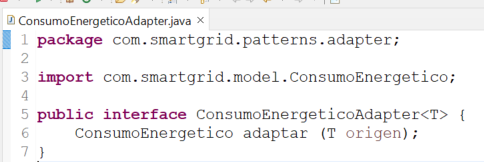 ConsumoEnergeticoAdapter.java
1 package com.smartgrid.patterns.adapter;
2
3 import com.smartgrid.model.ConsumoEnergetico;
4
5 public interface ConsumoEnergeticoAdapter<T> {
6     ConsumoEnergetico adaptar (T origen);
7 }